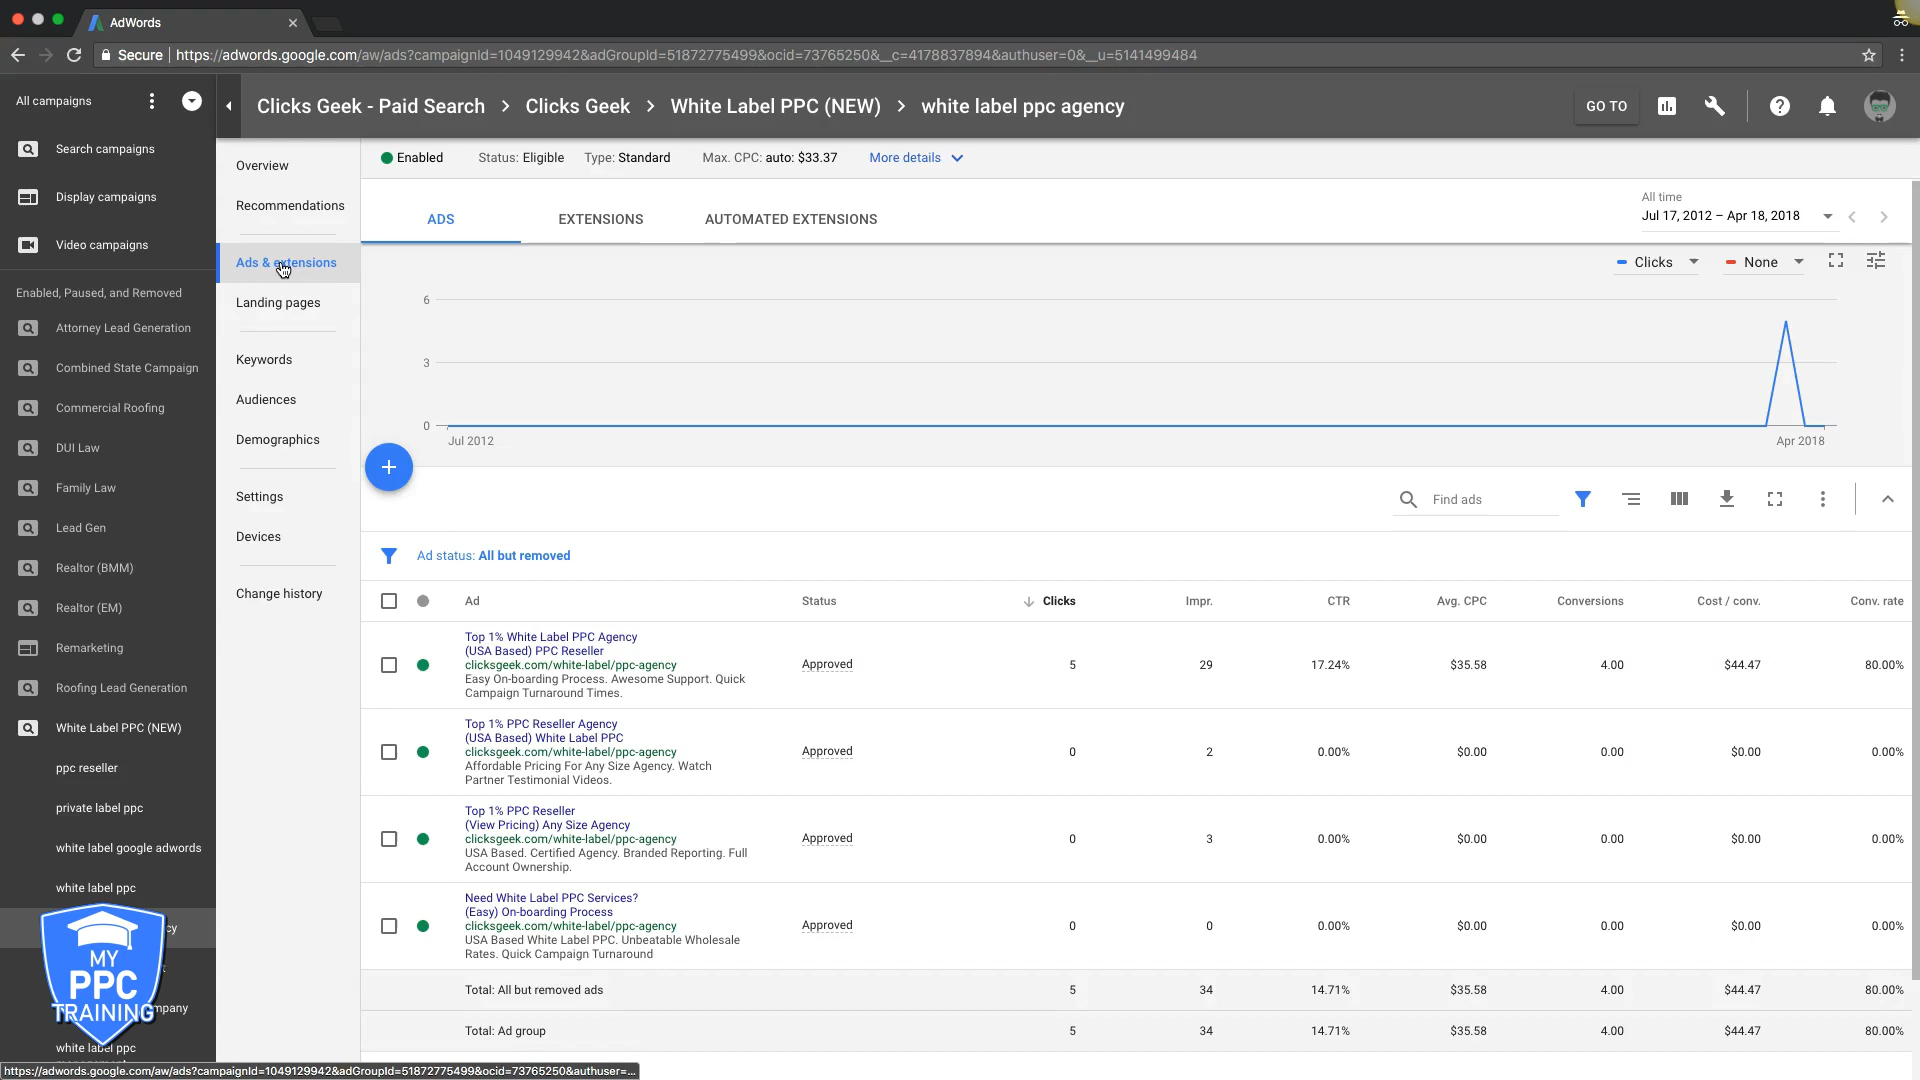 AdWords
Secure
https://adwords.google.com/aw/ads?campaignId=1049129942&adGroupId=51872775499&ocid=73765250&__c=4178837894&authuser=0&__u=5141499484
All campaigns
Clicks Geek - Paid Search > Clicks Geek > White Label PPC (NEW) > white label ppc agency
GO TO
Search campaigns
Display campaigns
Video campaigns
Enabled, Paused, and Removed
Attorney Lead Generation
Combined State Campaign
Commercial Roofing
DUI Law
Family Law
Lead Gen
Realtor (BMM)
Realtor (EM)
Remarketing
Roofing Lead Generation
White Label PPC (NEW)
ppc reseller
private label ppc
white label google adwords
white label ppc
cy
mpany
white label ppc
MY
PPC
TRAINING
Overview
Recommendations
Ads & extensions
Landing pages
Keywords
Audiences
Demographics
Settings
Devices
Change history
Enabled Status: Eligible Type: Standard Max. CPC: auto: $33.37 More details
ADS EXTENSIONS AUTOMATED EXTENSIONS
All time
Jul 17, 2012 – Apr 18, 2018
Clicks None
6
3
0
Jul 2012 Apr 2018
Find ads
Ad status: All but removed
Ad Status Clicks Impr. CTR Avg. CPC Conversions Cost / conv. Conv. rate
Top 1% White Label PPC Agency
(USA Based) PPC Reseller
clicksgeek.com/white-label/ppc-agency
Easy On-boarding Process. Awesome Support. Quick
Campaign Turnaround Times.
Approved 5 29 17.24% $35.58 4.00 $44.47 80.00%
Top 1% PPC Reseller Agency
(USA Based) White Label PPC
clicksgeek.com/white-label/ppc-agency
Affordable Pricing For Any Size Agency. Watch
Partner Testimonial Videos.
Approved 0 2 0.00% $0.00 0.00 $0.00 0.00%
Top 1% PPC Reseller
(View Pricing) Any Size Agency
clicksgeek.com/white-label/ppc-agency
USA Based. Certified Agency. Branded Reporting. Full
Account Ownership.
Approved 0 3 0.00% $0.00 0.00 $0.00 0.00%
Need White Label PPC Services?
(Easy) On-boarding Process
clicksgeek.com/white-label/ppc-agency
USA Based White Label PPC. Unbeatable Wholesale
Rates. Quick Campaign Turnaround
Approved 0 0 0.00% $0.00 0.00 $0.00 0.00%
Total: All but removed ads 5 34 14.71% $35.58 4.00 $44.47 80.00%
Total: Ad group 5 34 14.71% $35.58 4.00 $44.47 80.00%
https://adwords.google.com/aw/ads?campaignId=1049129942&adGroupId=51872775499&ocid=73765250&authuser=...